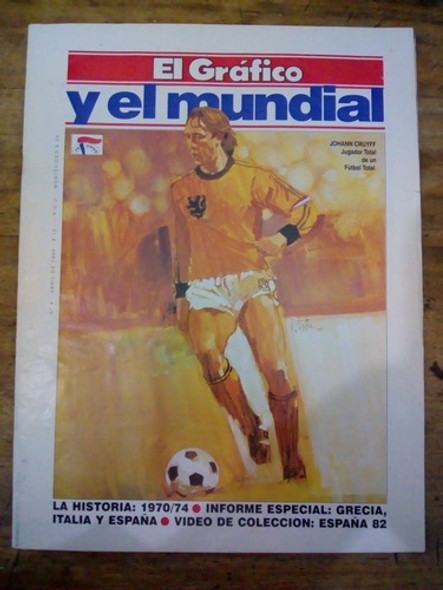 El Gráfico
y el mundial
JOHANN CRUYFF
Jugador Total
de un
Fútbol Total.
LA HISTORIA: 1970/74 ● INFORME ESPECIAL: GRECIA,
ITALIA Y ESPAÑA ● VIDEO DE COLECCION: ESPAÑA 82